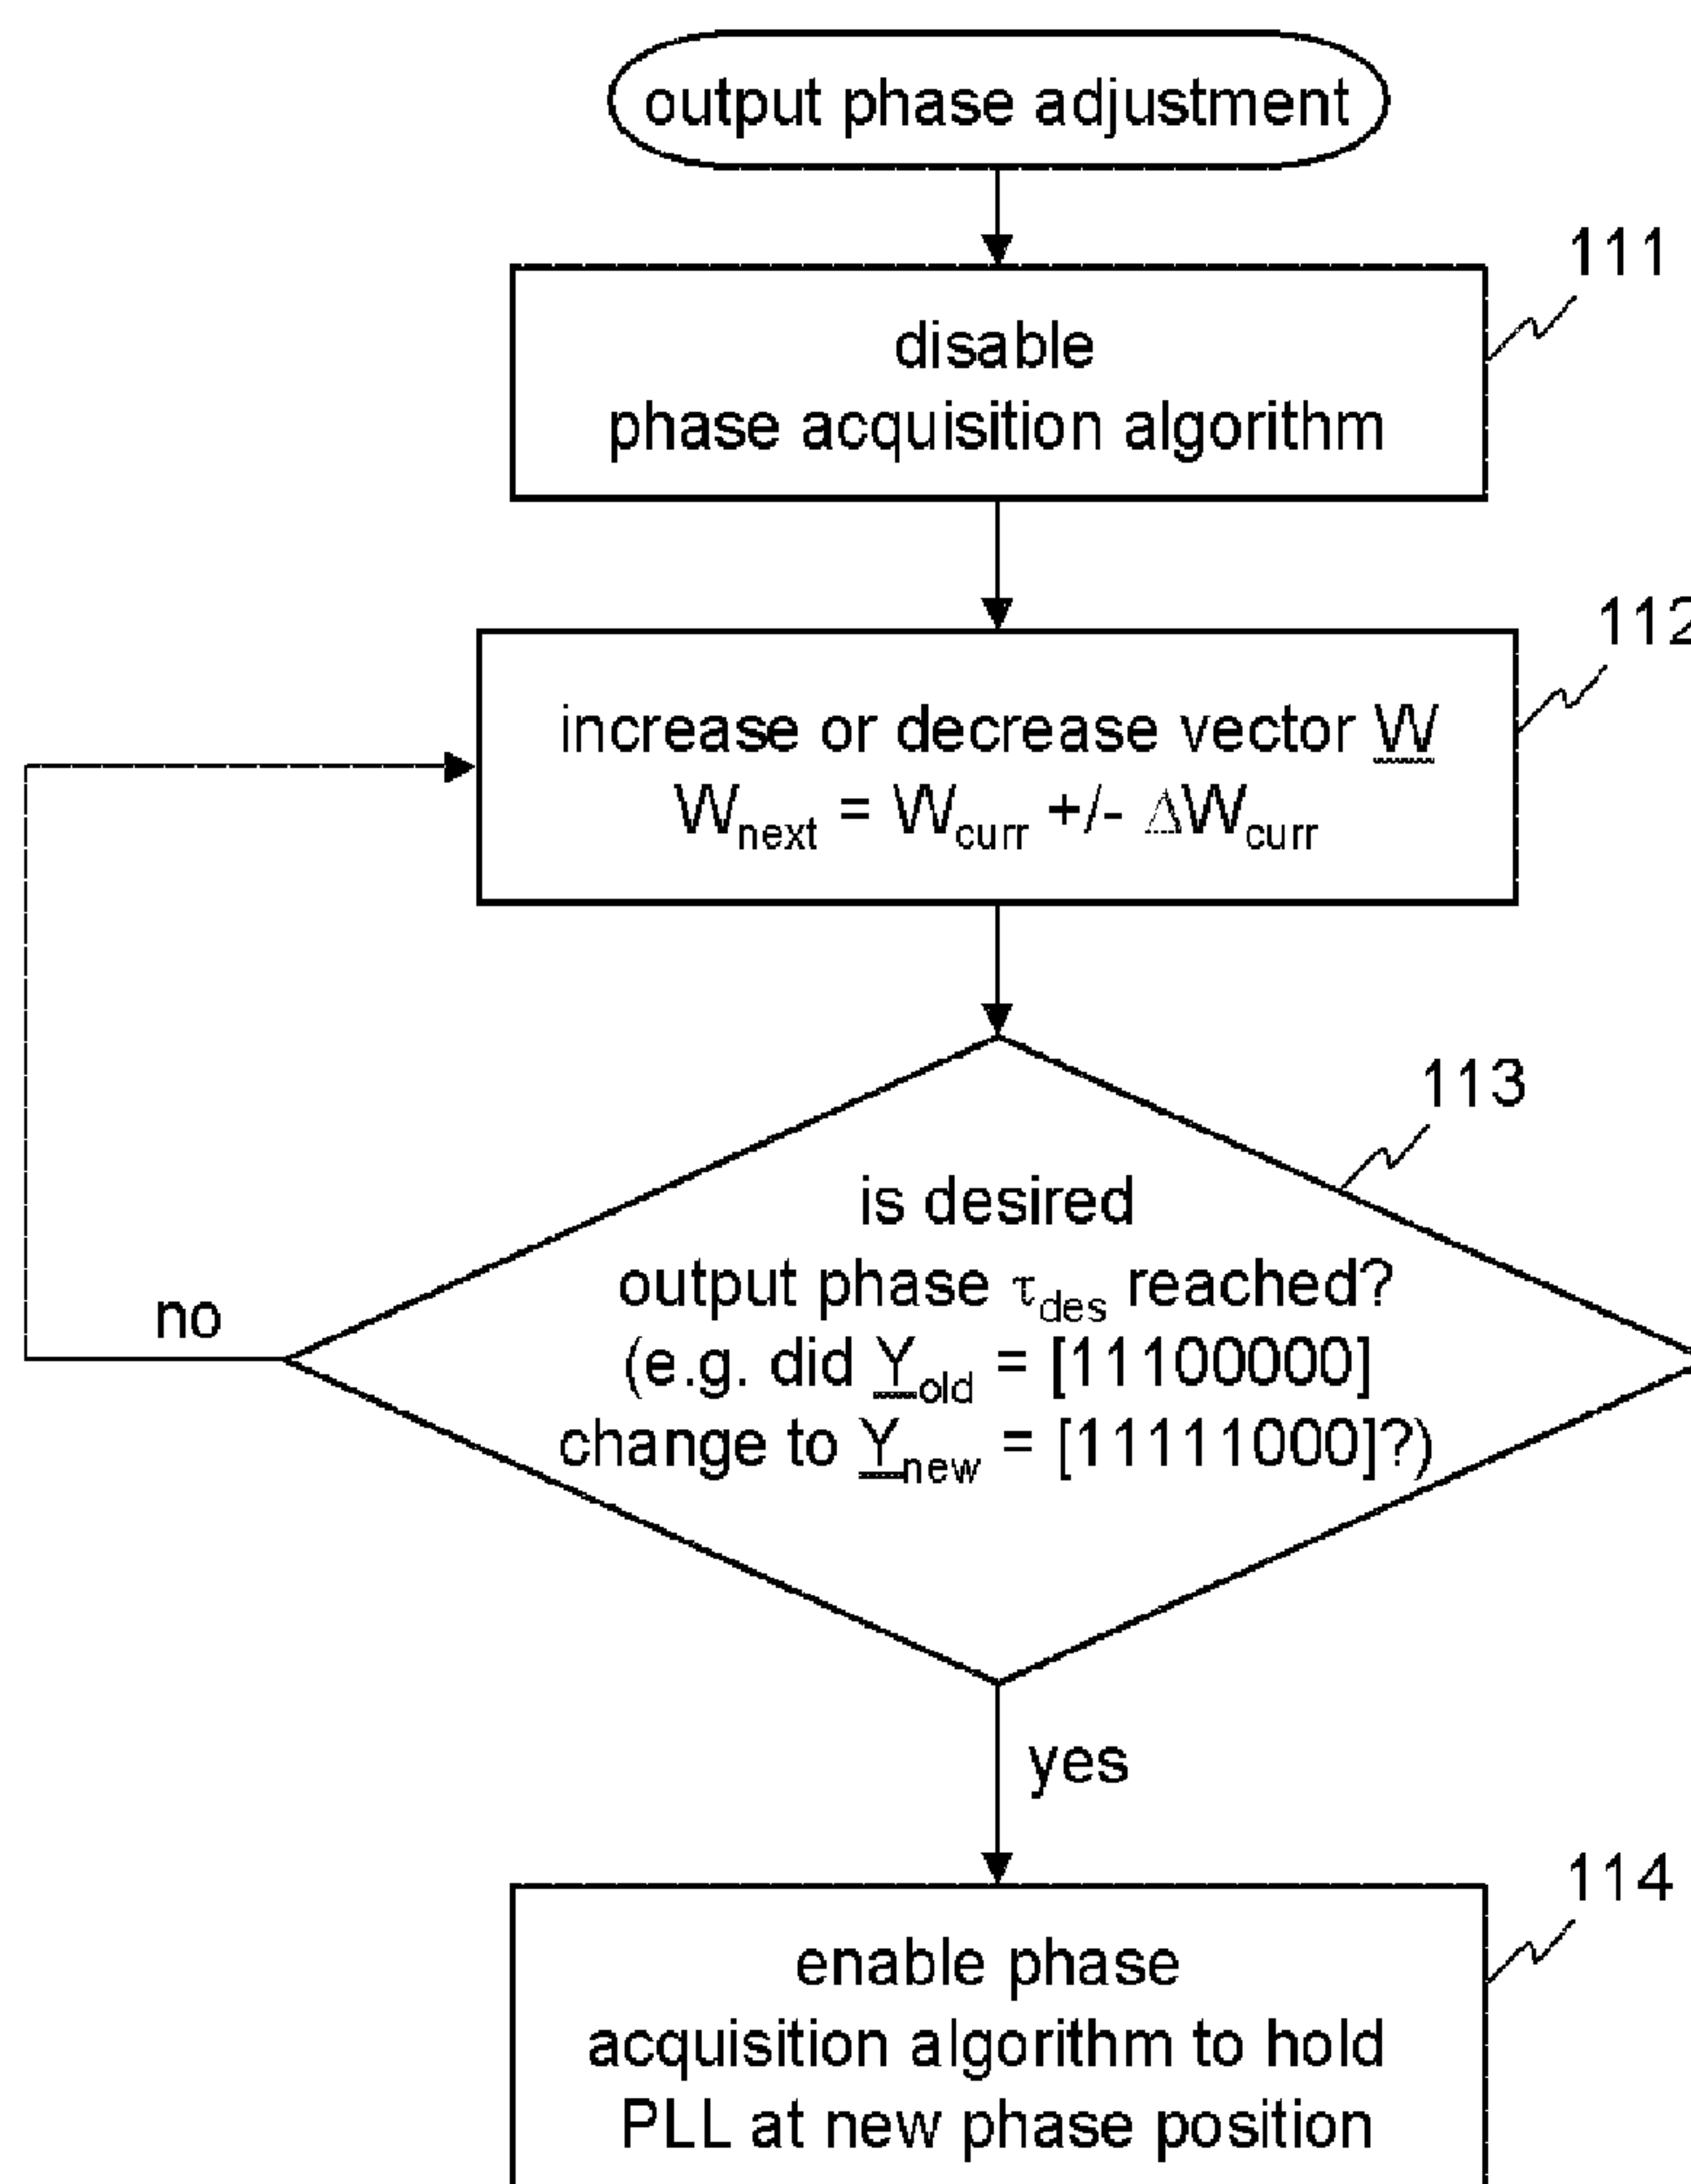 output phase adjustment
111
disable
phase acquisition algorithm
112
increase or decrease vector W
Wnext = Wcurr +/- ΔWcurr
113
is desired
output phase τdes reached?
(e.g. did Yold = [11100000]
change to Ynew = [11111000]?)
no
yes
114
enable phase
acquisition algorithm to hold
PLL at new phase position